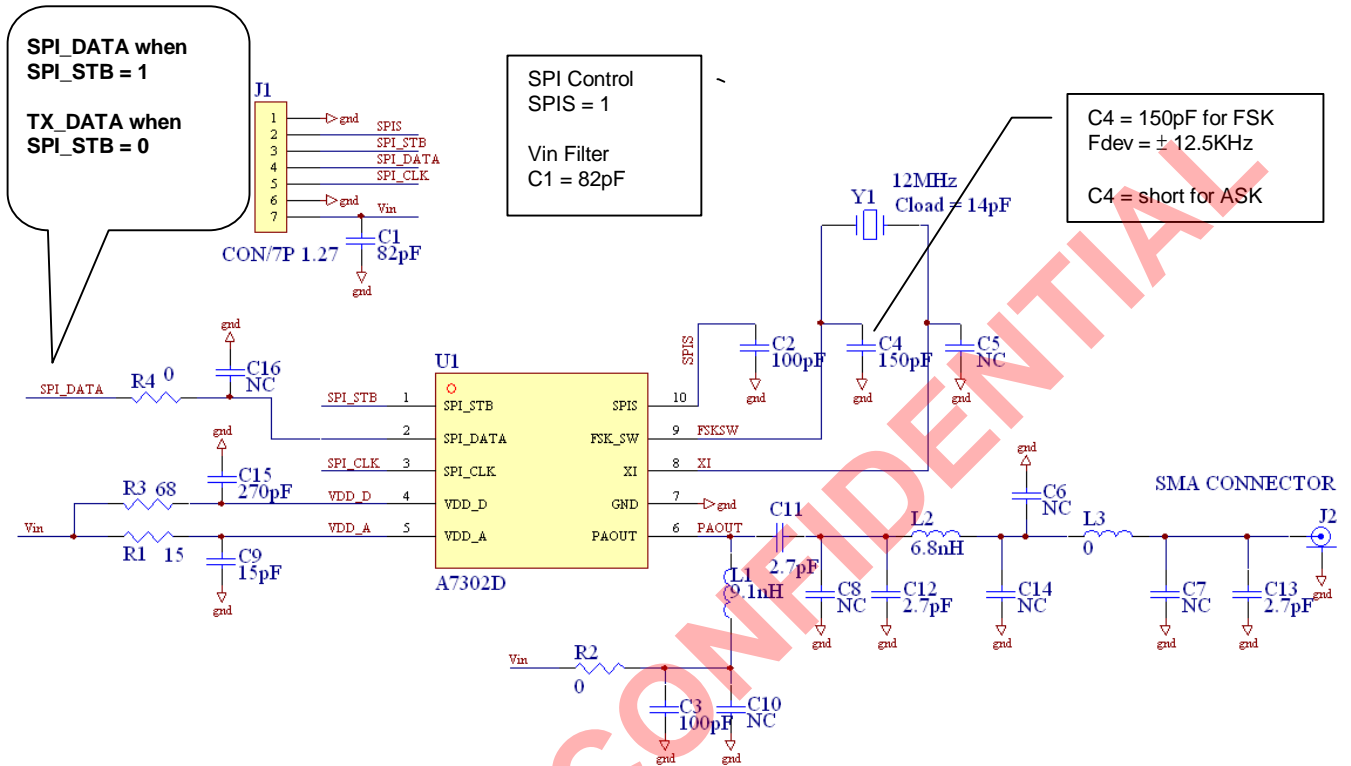 SPI_DATA when
SPI_STB = 1
TX_DATA when
SPI_STB = 0
J1
1
gnd
2
SPIS
3
SPI_STB
4
SPI_DATA
5
SPI_CLK
6
gnd
7
Vin
CON/7P 1.27
C1
82pF
gnd
SPI Control
SPIS = 1
Vin Filter
C1 = 82pF
C4 = 150pF for FSK
Fdev = ± 12.5KHz
C4 = short for ASK
12MHz
Y1
Cload = 14pF
SPIS
C2
100pF
gnd
C4
150pF
gnd
C5
NC
gnd
gnd
C16
NC
SPI_DATA
R4
0
gnd
C15
270pF
R3 68
Vin
R1 15
C9
15pF
gnd
U1
SPI_STB
1
SPI_STB
2
SPI_DATA
SPI_CLK
3
SPI_CLK
VDD_D
4
VDD_D
VDD_A
5
VDD_A
SPIS
10
FSK_SW
9
FSKSW
XI
8
XI
GND
7
gnd
PAOUT
6
PAOUT
A7302D
C11
2.7pF
L1
9.1nH
Vin
R2
0
C3
100pF
gnd
C10
NC
gnd
C8
NC
gnd
C12
2.7pF
gnd
L2
6.8nH
gnd
C6
NC
C14
NC
gnd
L3
0
C7
NC
gnd
C13
2.7pF
gnd
SMA CONNECTOR
J2
gnd
CONFIDENTIAL